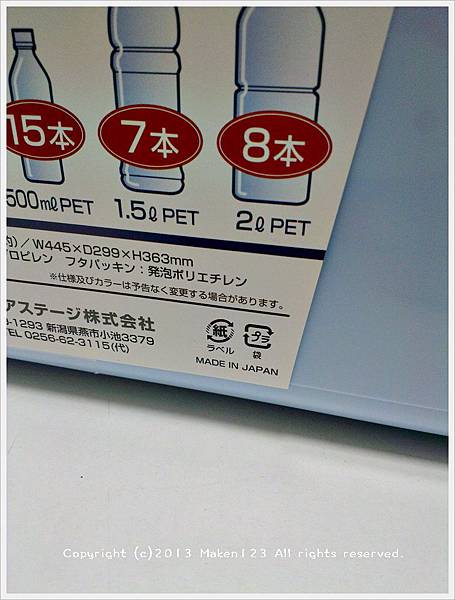 15本 7本 8本
500mℓ PET 1.5ℓ PET 2ℓ PET
)／W445×D299×H363mm
プロピレン フタパッキン：発泡ポリエチレン
※仕様及びカラーは予告なく変更する場合があります。
アステージ株式会社
-1293 新潟県燕市小池3379
TEL 0256-62-3115(代)
紙 プラ
ラベル 袋
MADE IN JAPAN
Copyright (c)2013 Maken123 All rights reserved.